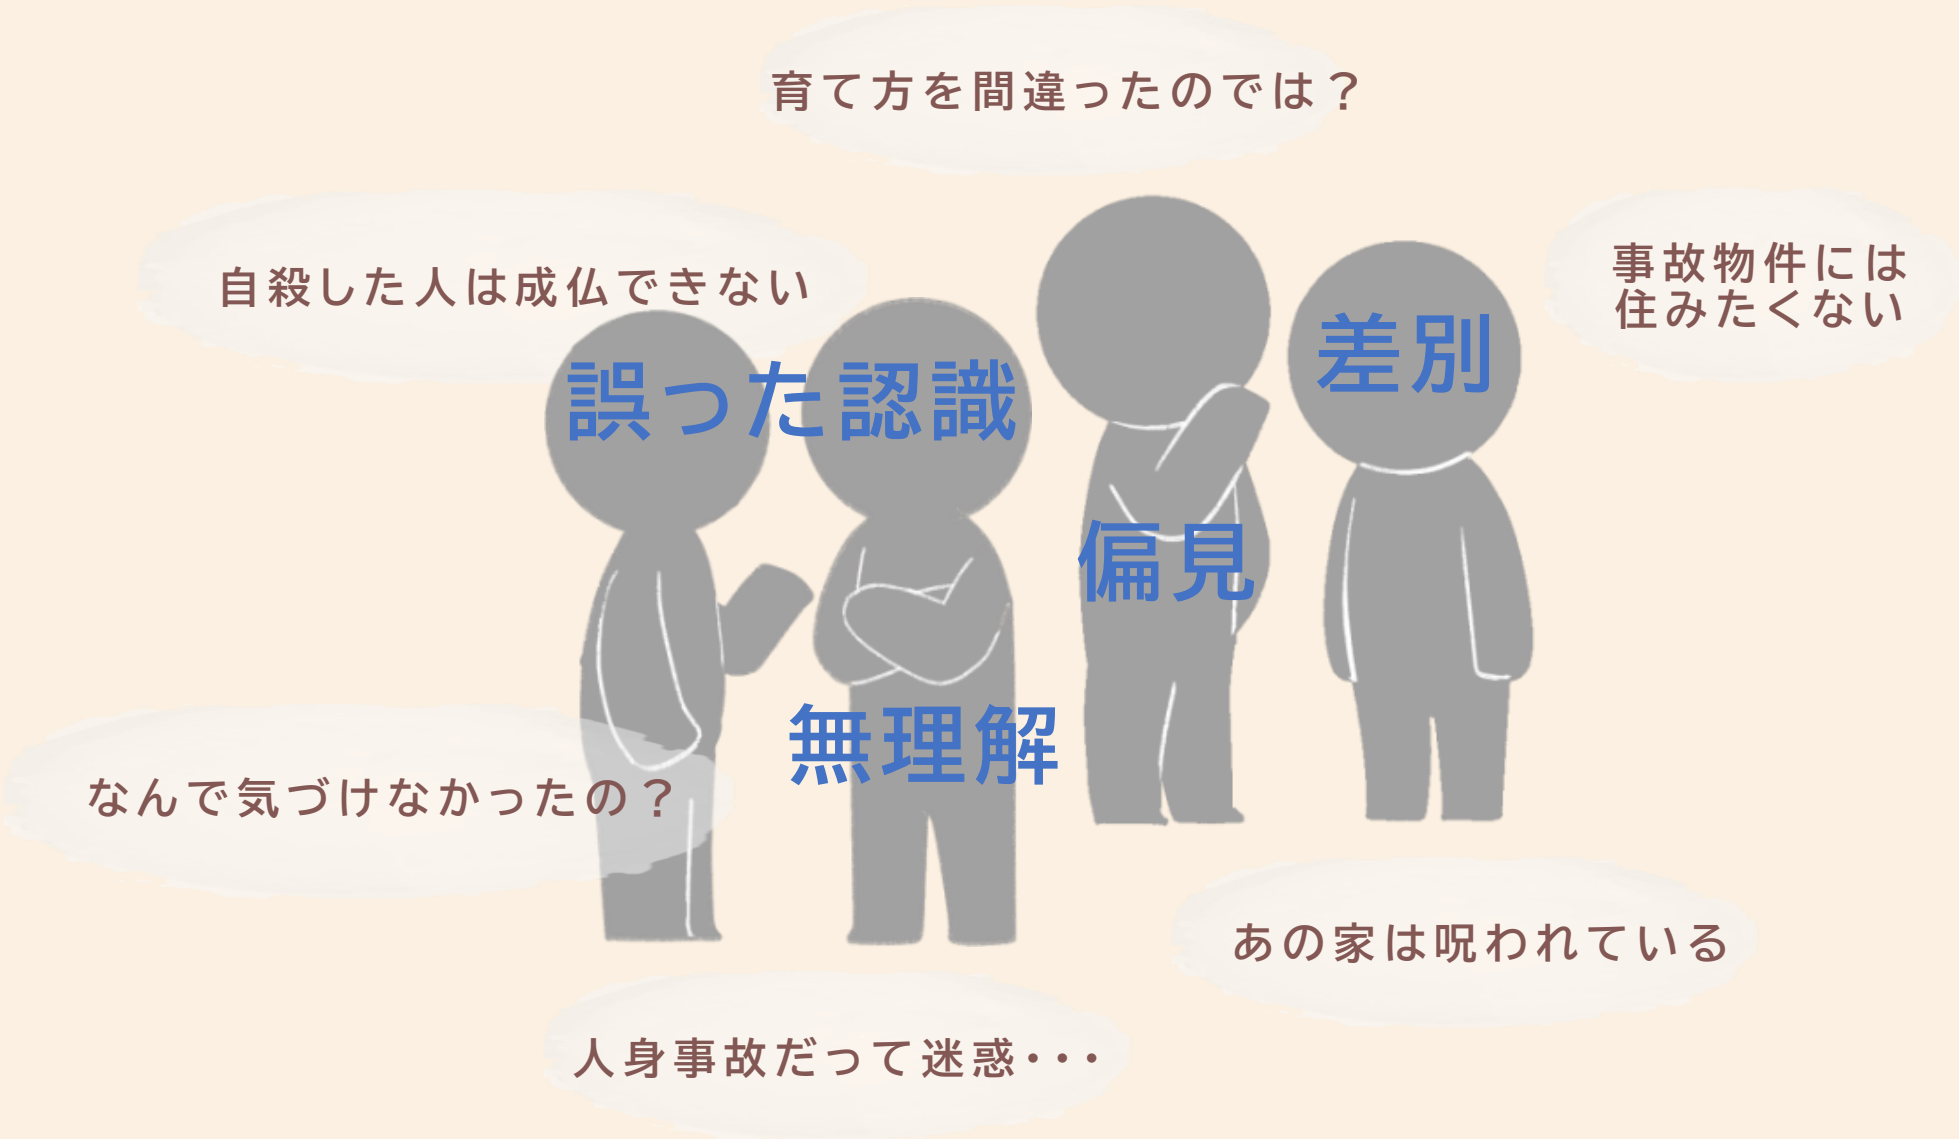 育て方を間違ったのでは？
自殺した人は成仏できない
事故物件には
住みたくない
誤った認識
差別
偏見
無理解
なんで気づけなかったの？
あの家は呪われている
人身事故だって迷惑･･･